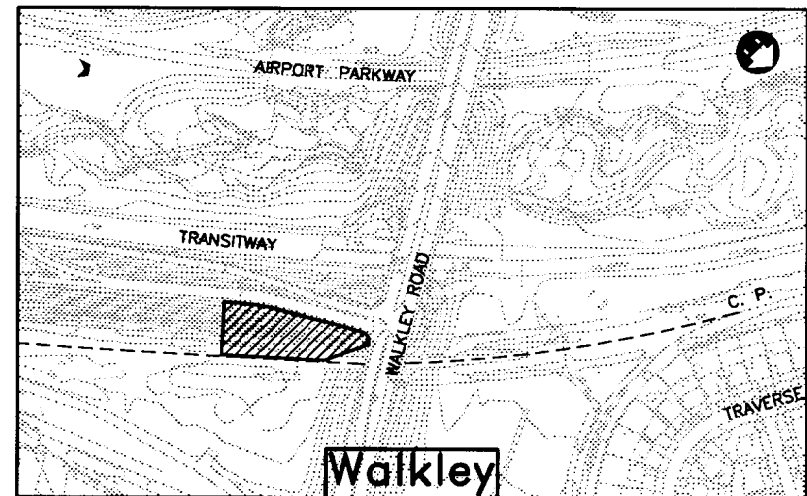 AIRPORT PARKWAY
TRANSITWAY
WALKLEY ROAD
C. P.
TRAVERSE
Walkley